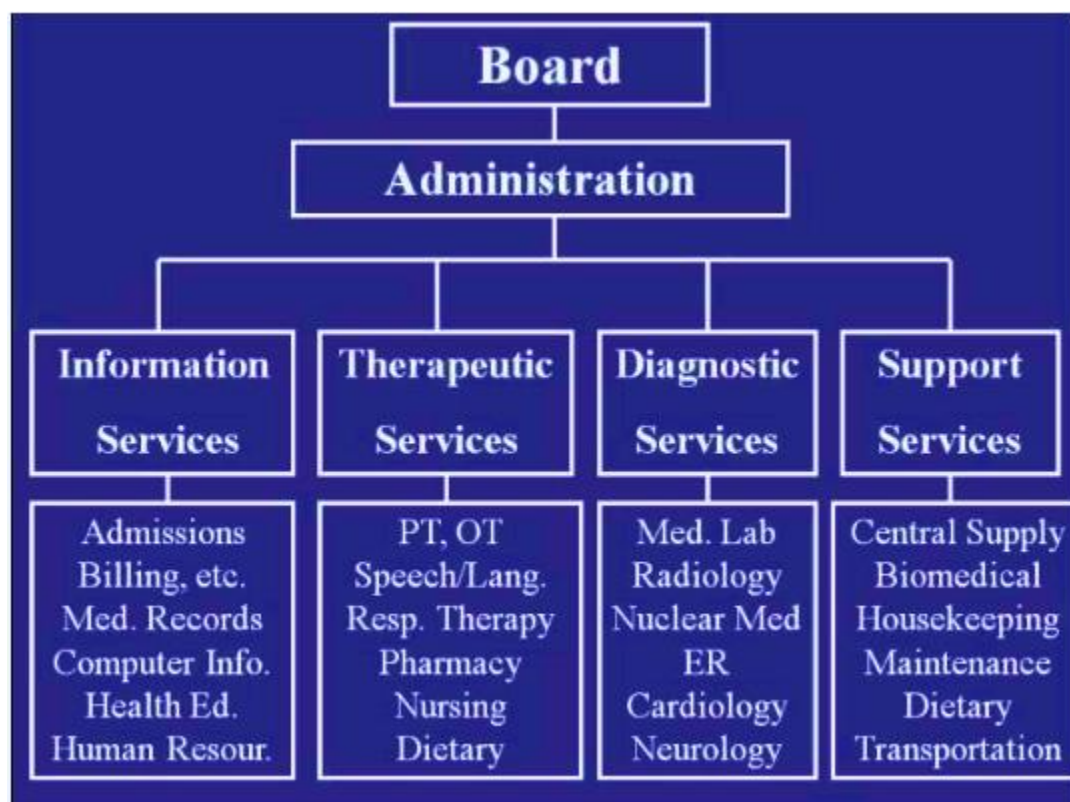 Board
Administration
Information
Services
Therapeutic
Services
Diagnostic
Services
Support
Services
Admissions
Billing, etc.
Med. Records
Computer Info.
Health Ed.
Human Resour.
PT, OT
Speech/Lang.
Resp. Therapy
Pharmacy
Nursing
Dietary
Med. Lab
Radiology
Nuclear Med
ER
Cardiology
Neurology
Central Supply
Biomedical
Housekeeping
Maintenance
Dietary
Transportation